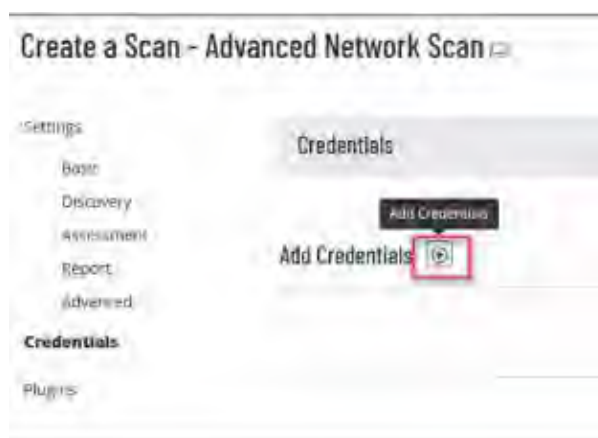 Create a Scan - Advanced Network Scan
Settings
Basic
Discovery
Assessment
Report
Advanced
Credentials
Plugins
Credentials
Add Credentials
Add Credentials